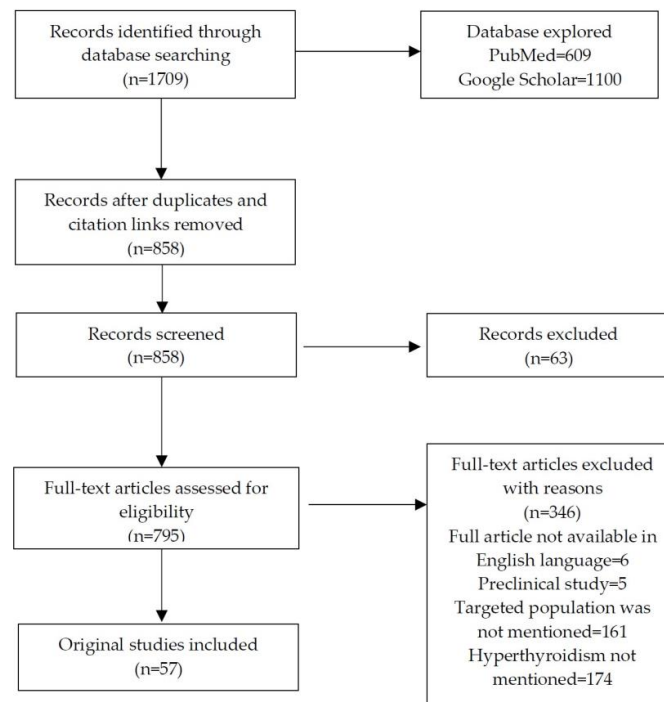 Records identified through
database searching
(n=1709)
Database explored
PubMed=609
Google Scholar=1100
Records after duplicates and
citation links removed
(n=858)
Records screened
(n=858)
Records excluded
(n=63)
Full-text articles assessed for
eligibility
(n=795)
Full-text articles excluded
with reasons
(n=346)
Full article not available in
English language=6
Preclinical study=5
Targeted population was
not mentioned=161
Hyperthyroidism not
mentioned=174
Original studies included
(n=57)